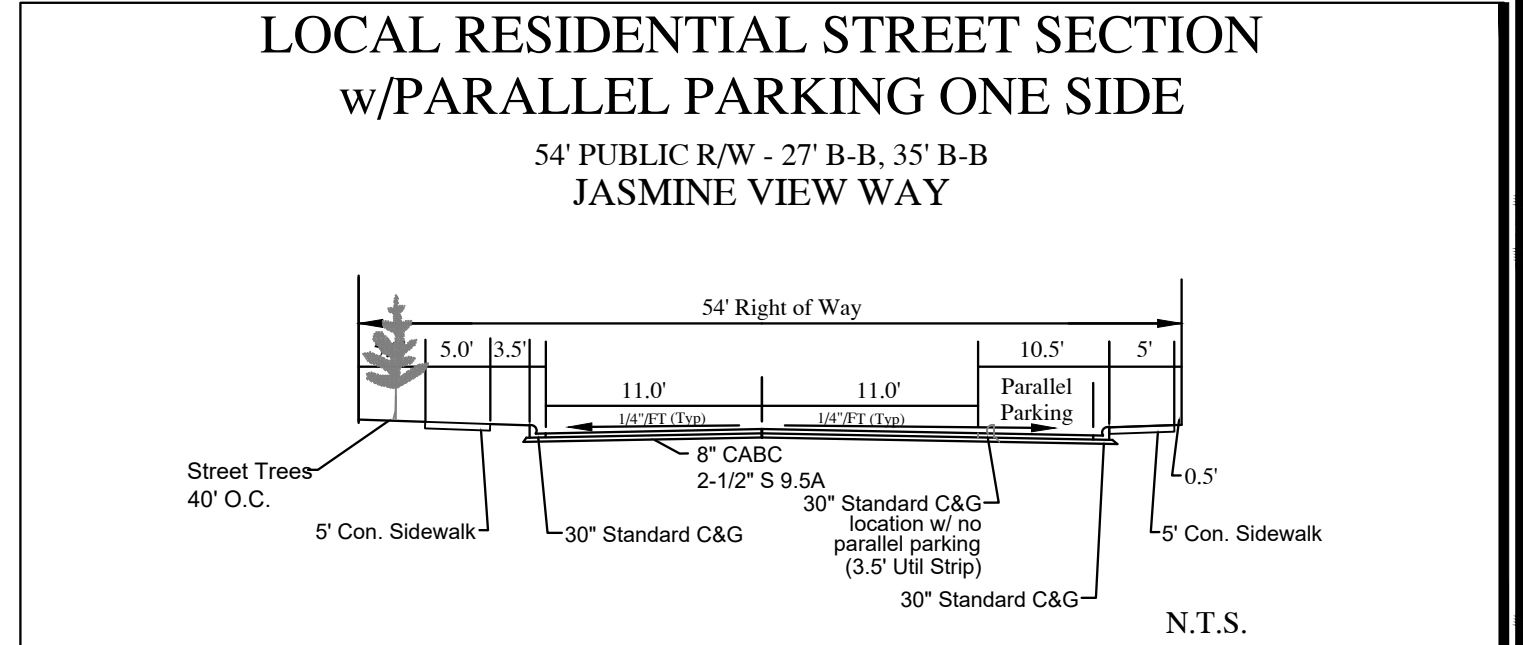 LOCAL RESIDENTIAL STREET SECTION
w/PARALLEL PARKING ONE SIDE
54' PUBLIC R/W - 27' B-B, 35' B-B
JASMINE VIEW WAY
54' Right of Way
5.0'
3.5'
10.5'
5'
11.0'
11.0'
Parallel
Parking
1/4"/FT (Typ)
1/4"/FT (Typ)
8" CABC
2-1/2" S 9.5A
Street Trees
40' O.C.
0.5'
30" Standard C&G
location w/ no
parallel parking
(3.5' Util Strip)
5' Con. Sidewalk
30" Standard C&G
5' Con. Sidewalk
30" Standard C&G
N.T.S.